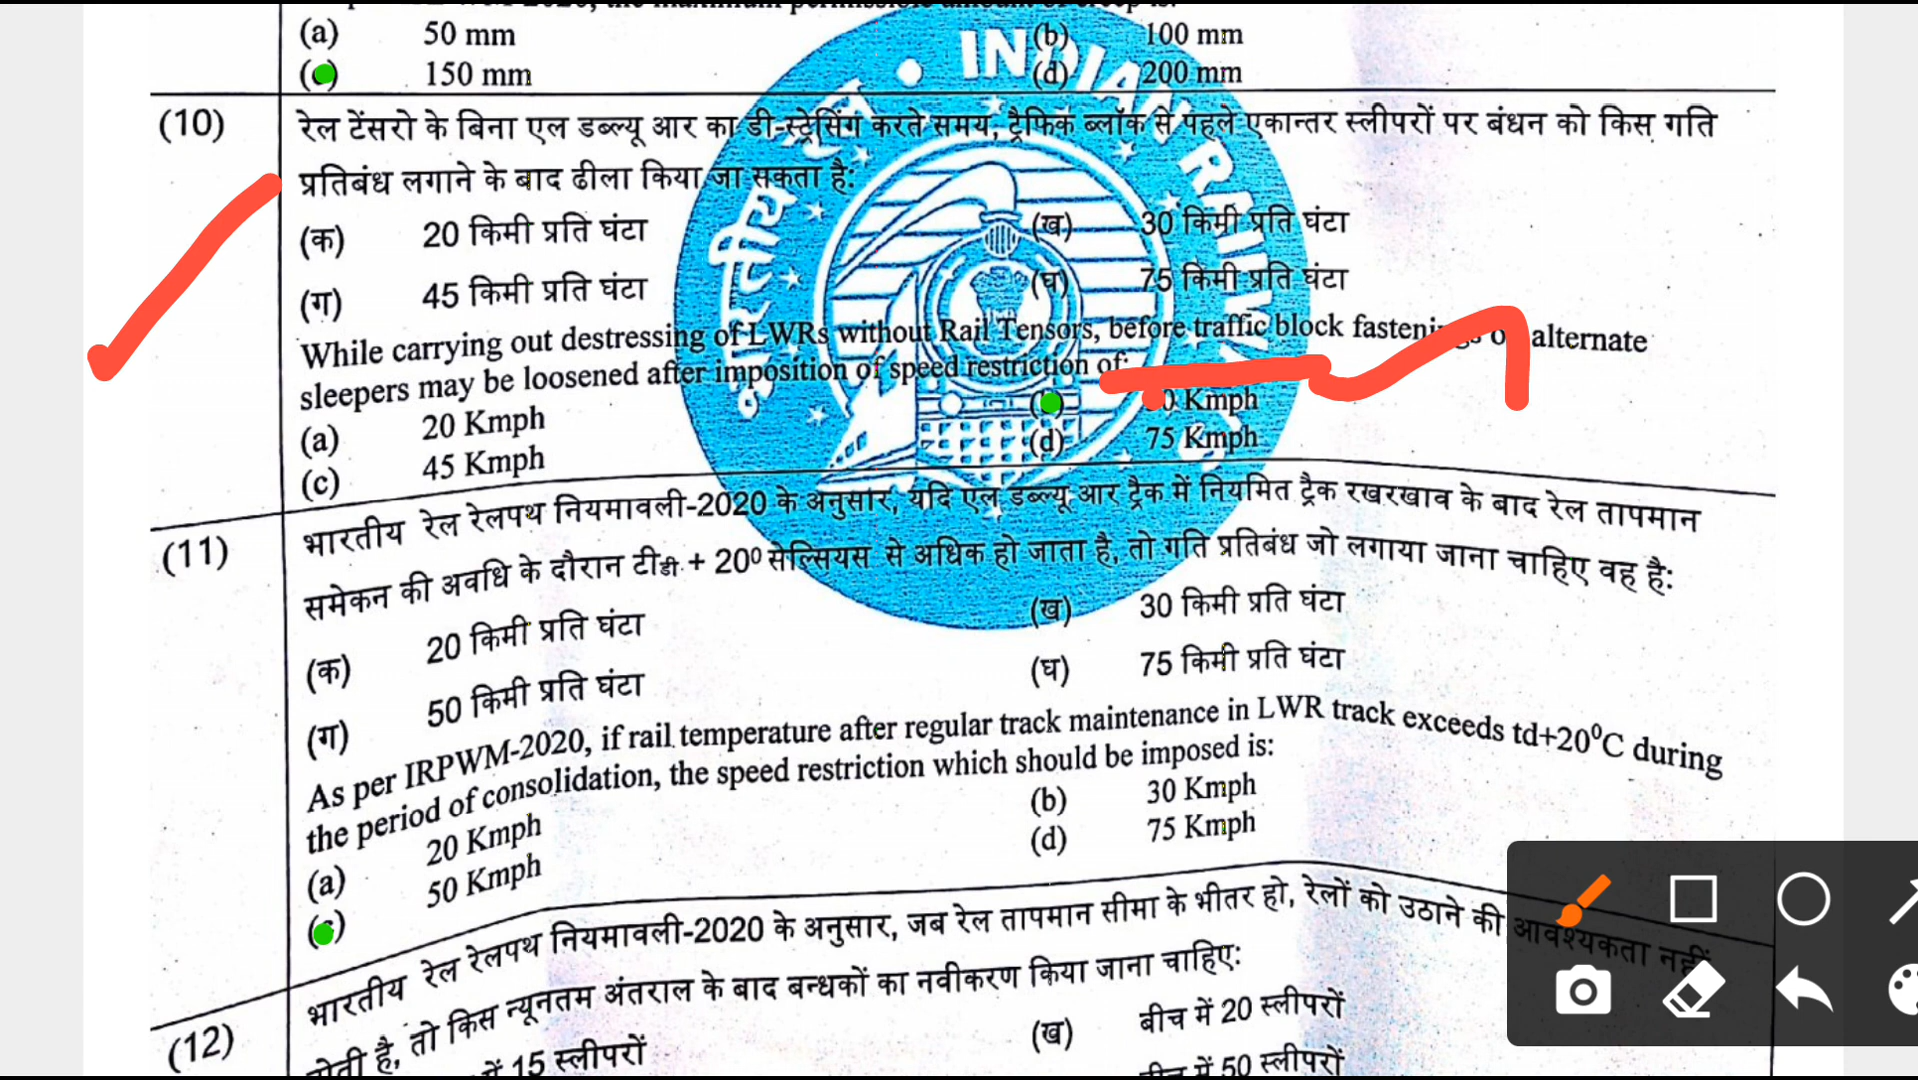 (a) 50 mm (b) 100 mm
150 mm (d) 200 mm
(10) रेल टेंसरो के बिना एल डब्ल्यू आर का डी-स्ट्रेसिंग करते समय, ट्रैफिक ब्लॉक से पहले एकान्तर स्लीपरों पर बंधन को किस गति
प्रतिबंध लगाने के बाद ढीला किया जा सकता है:
(क) 20 किमी प्रति घंटा (ख) 30 किमी प्रति घंटा
(ग) 45 किमी प्रति घंटा (घ) 75 किमी प्रति घंटा
While carrying out destressing of LWRs without Rail Tensors, before traffic block alternate
sleepers may be loosened after imposition of speed restriction of:
(a) 20 Kmph Kmph
(c) 45 Kmph (d) 75 Kmph
(11) भारतीय रेल रेलपथ नियमावली-2020 के अनुसार, यदि एल डब्ल्यू आर ट्रैक में नियमित ट्रैक रखरखाव के बाद रेल तापमान
समेकन की अवधि के दौरान टीडी + 20⁰ सेल्सियस से अधिक हो जाता है, तो गति प्रतिबंध जो लगाया जाना चाहिए वह है:
(क) 20 किमी प्रति घंटा (ख) 30 किमी प्रति घंटा
(ग) 50 किमी प्रति घंटा (घ) 75 किमी प्रति घंटा
As per IRPWM-2020, if rail temperature after regular track maintenance in LWR track exceeds td+20⁰C during
the period of consolidation, the speed restriction which should be imposed is:
(a) 20 Kmph (b) 30 Kmph
50 Kmph (d) 75 Kmph
(12) भारतीय रेल रेलपथ नियमावली-2020 के अनुसार, जब रेल तापमान सीमा के भीतर हो, रेलों को उठाने की आवश्यकता नहीं
होती है, तो किस न्यूनतम अंतराल के बाद बन्धकों का नवीकरण किया जाना चाहिए:
में 15 स्लीपरों (ख) बीच में 20 स्लीपरों
बीच में 50 स्लीपरों
INDIAN RAILWAYS
भारतीय रेल